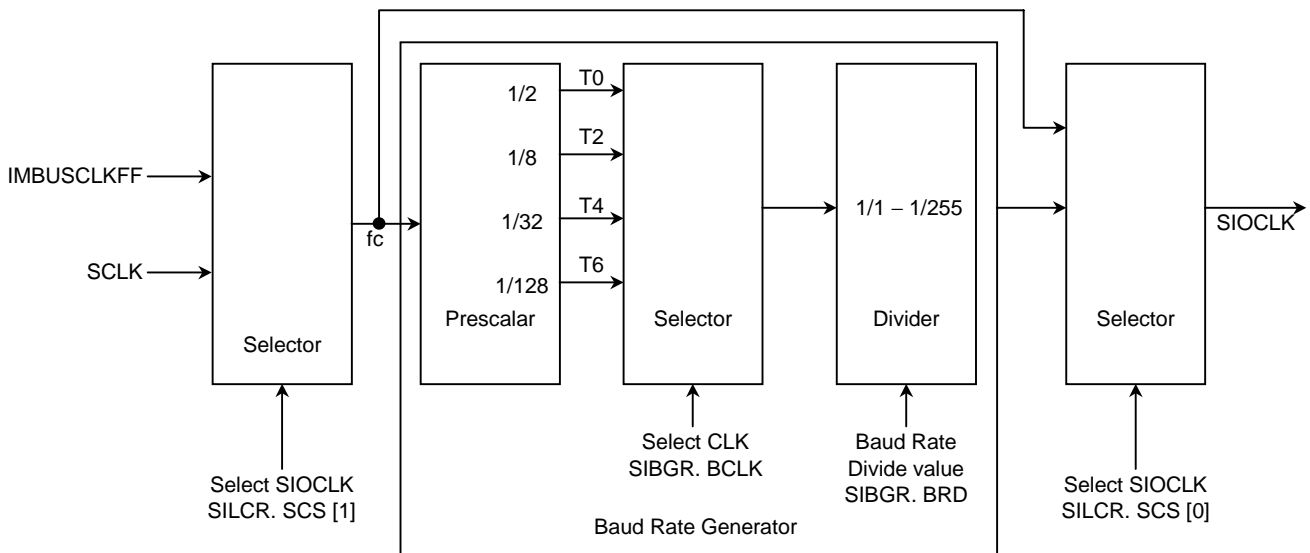 T0
1/2
T2
1/8
IMBUSCLKFF
T4
1/32
1/1 – 1/255
SIOCLK
fc
SCLK
T6
1/128
Prescalar
Selector
Divider
Selector
Selector
Select CLK
SIBGR. BCLK
Baud Rate
Divide value
SIBGR. BRD
Select SIOCLK
SILCR. SCS [1]
Select SIOCLK
SILCR. SCS [0]
Baud Rate Generator